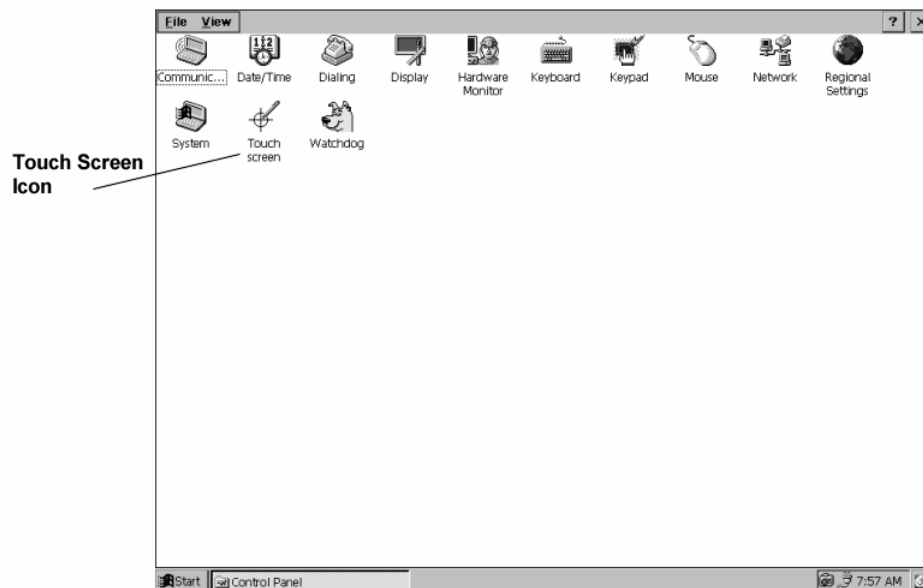 File View ? ×
Communic... Date/Time Dialing Display Hardware Monitor Keyboard Keypad Mouse Network Regional Settings
System Touch screen Watchdog
Touch Screen
Icon
Start Control Panel 7:57 AM